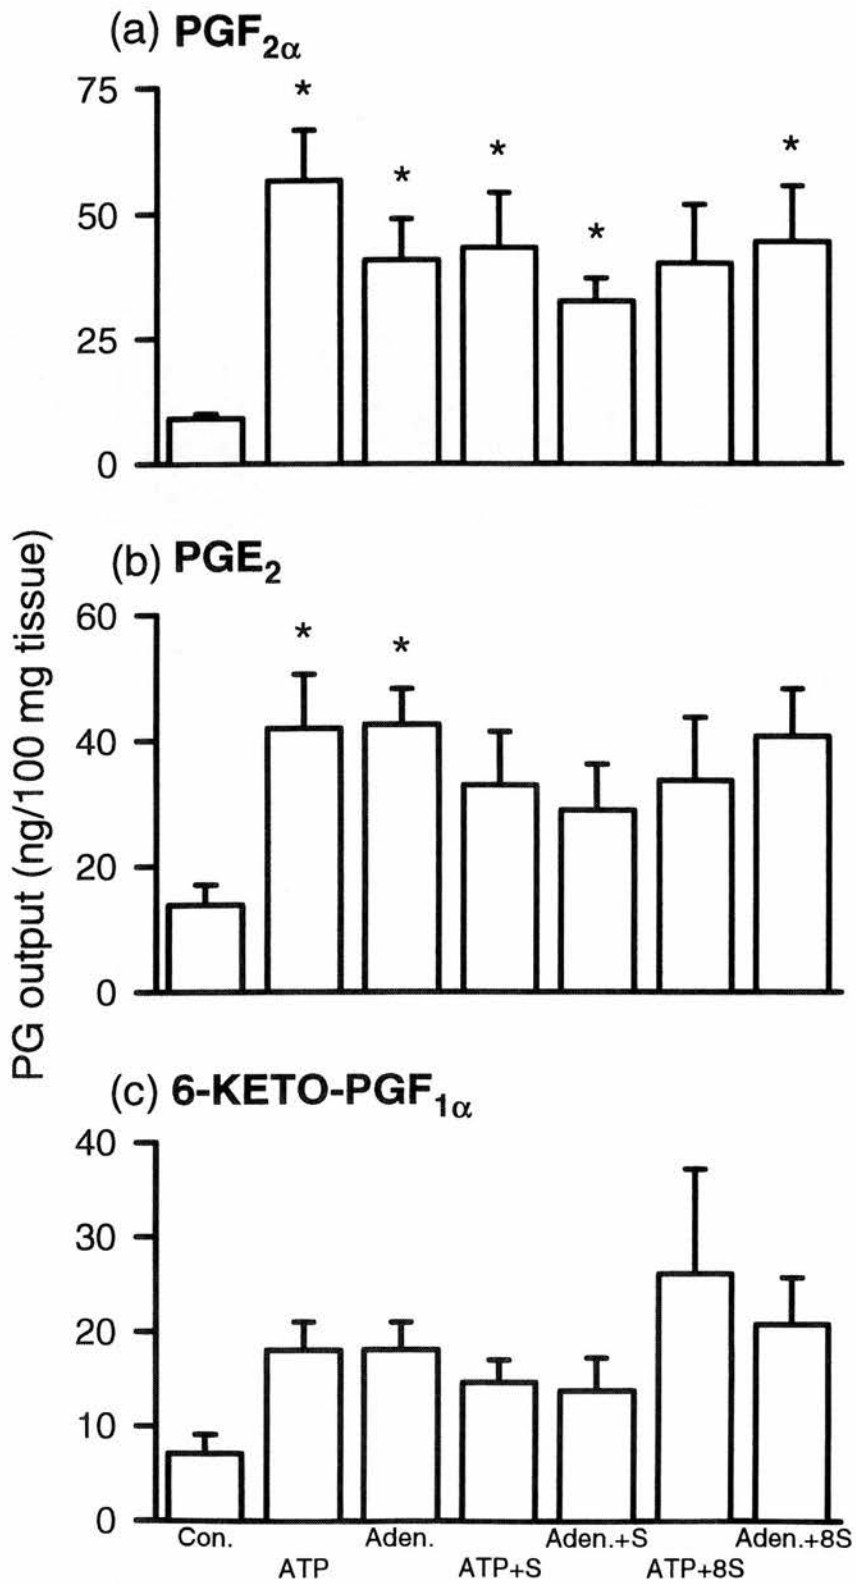 (a) PGF2α
75
50
25
0
* * * * *
PG output (ng/100 mg tissue)
(b) PGE2
60
40
20
0
* *
(c) 6-KETO-PGF1α
40
30
20
10
0
Con. Aden. Aden.+S Aden.+8S
ATP ATP+S ATP+8S